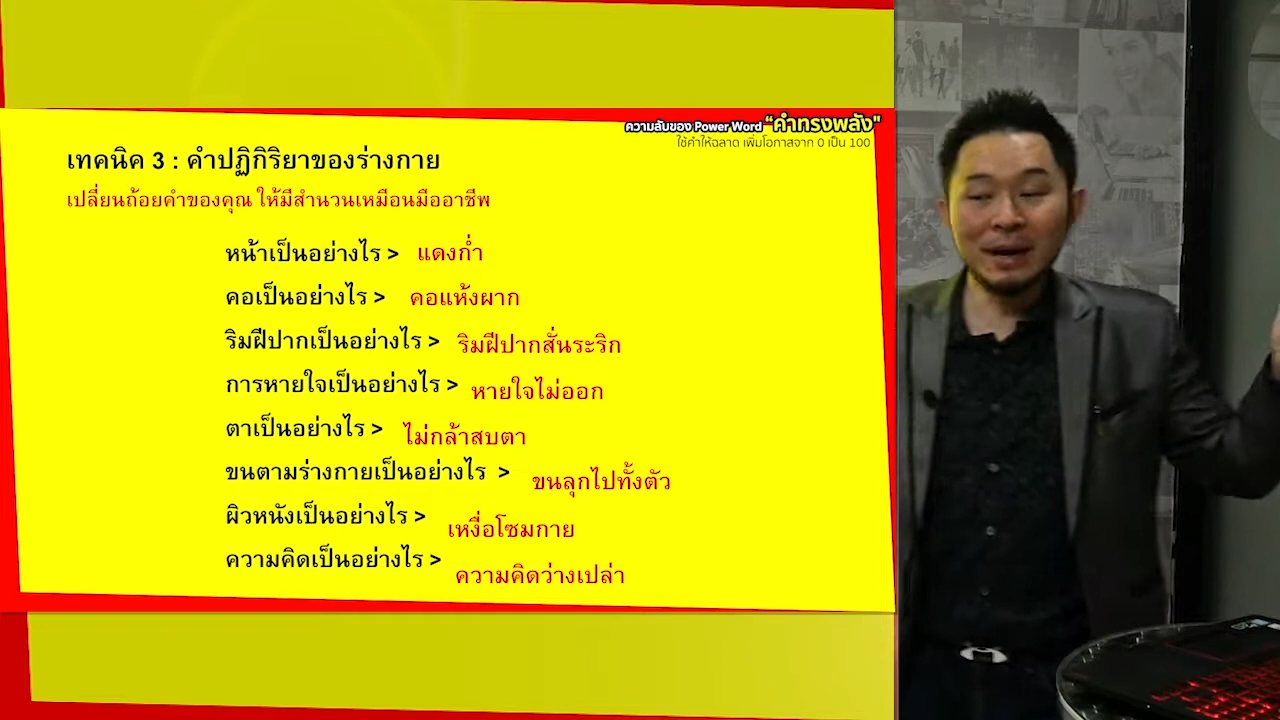 ความลับของ Power Word “คำทรงพลัง"
ใช้คำให้ฉลาด เพิ่มโอกาสจาก 0 เป็น 100
เทคนิค 3 : คำปฏิกิริยาของร่างกาย
เปลี่ยนถ้อยคำของคุณ ให้มีสำนวนเหมือนมืออาชีพ
หน้าเป็นอย่างไร > แดงก่ำ
คอเป็นอย่างไร > คอแห้งผาก
ริมฝีปากเป็นอย่างไร > ริมฝีปากสั่นระริก
การหายใจเป็นอย่างไร > หายใจไม่ออก
ตาเป็นอย่างไร > ไม่กล้าสบตา
ขนตามร่างกายเป็นอย่างไร > ขนลุกไปทั้งตัว
ผิวหนังเป็นอย่างไร > เหงื่อโซมกาย
ความคิดเป็นอย่างไร > ความคิดว่างเปล่า